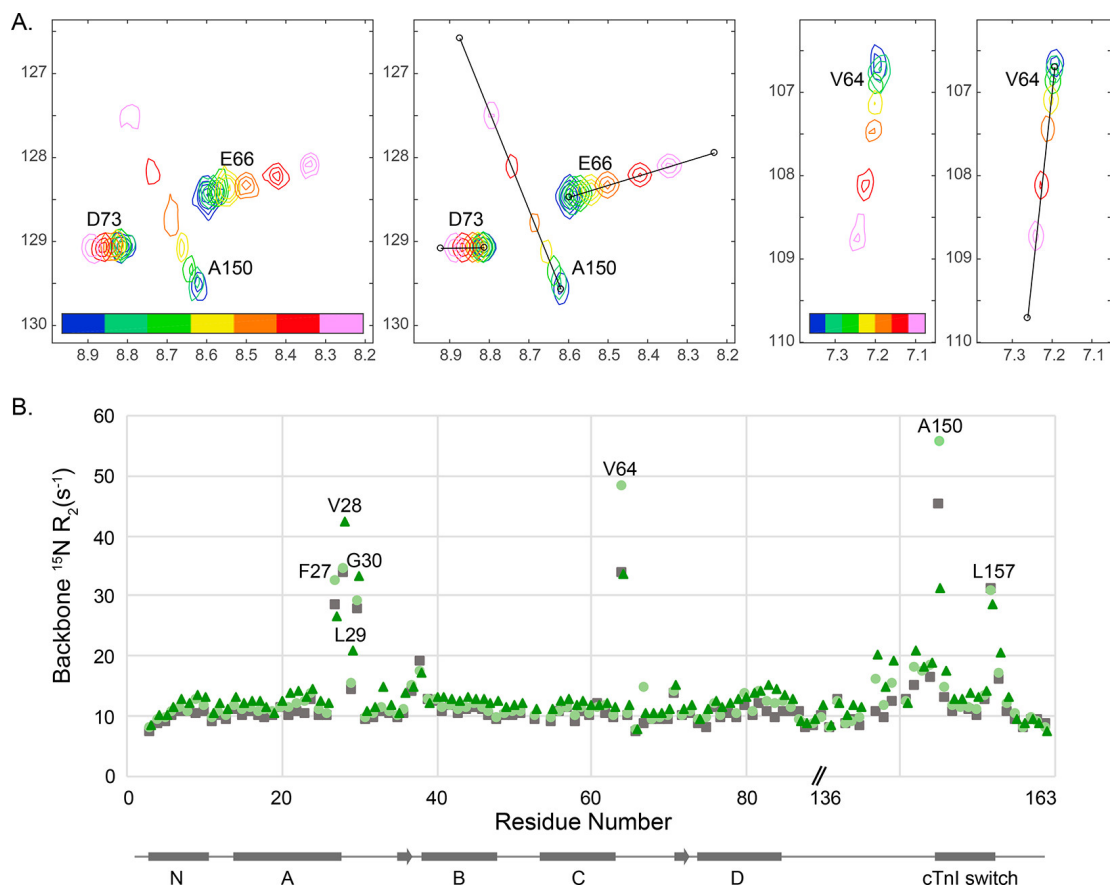 A.
127
128
129
130
8.9 8.8 8.7 8.6 8.5 8.4 8.3 8.2
E66
D73
A150
127
128
129
130
8.9 8.8 8.7 8.6 8.5 8.4 8.3 8.2
E66
D73
A150
107
108
109
110
7.3 7.2 7.1
V64
107
108
109
110
7.3 7.2 7.1
V64
B.
Backbone ¹⁵N R₂(s⁻¹)
60
50
40
30
20
10
0
A150
V64
V28
F27
G30
L157
L29
0 20 40 60 80 136 163
Residue Number
N A B C D cTnI switch